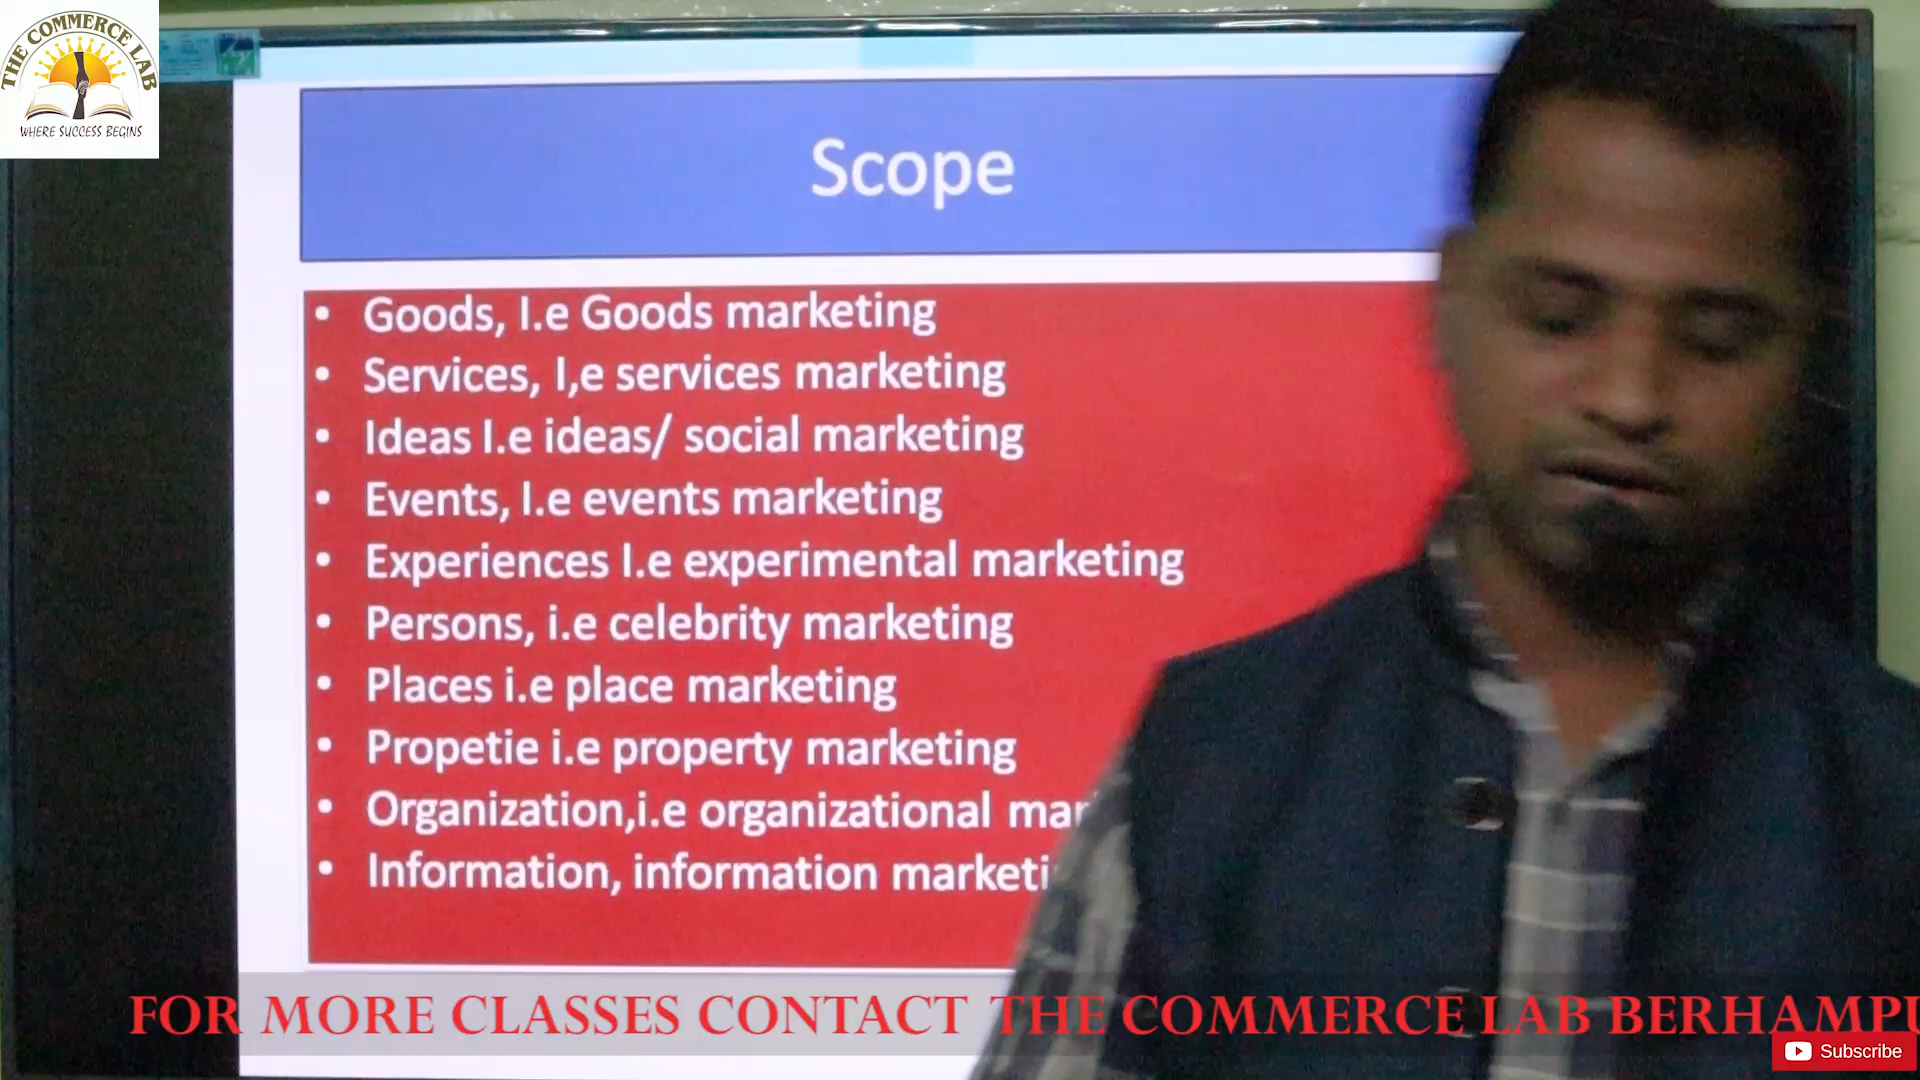 THE COMMERCE LAB
WHERE SUCCESS BEGINS
Scope
• Goods, I.e Goods marketing
• Services, I,e services marketing
• Ideas I.e ideas/ social marketing
• Events, I.e events marketing
• Experiences I.e experimental marketing
• Persons, i.e celebrity marketing
• Places i.e place marketing
• Propetie i.e property marketing
• Organization,i.e organizational
• Information, information
FOR MORE CLASSES CONTACT THE COMMERCE LAB
Subscribe